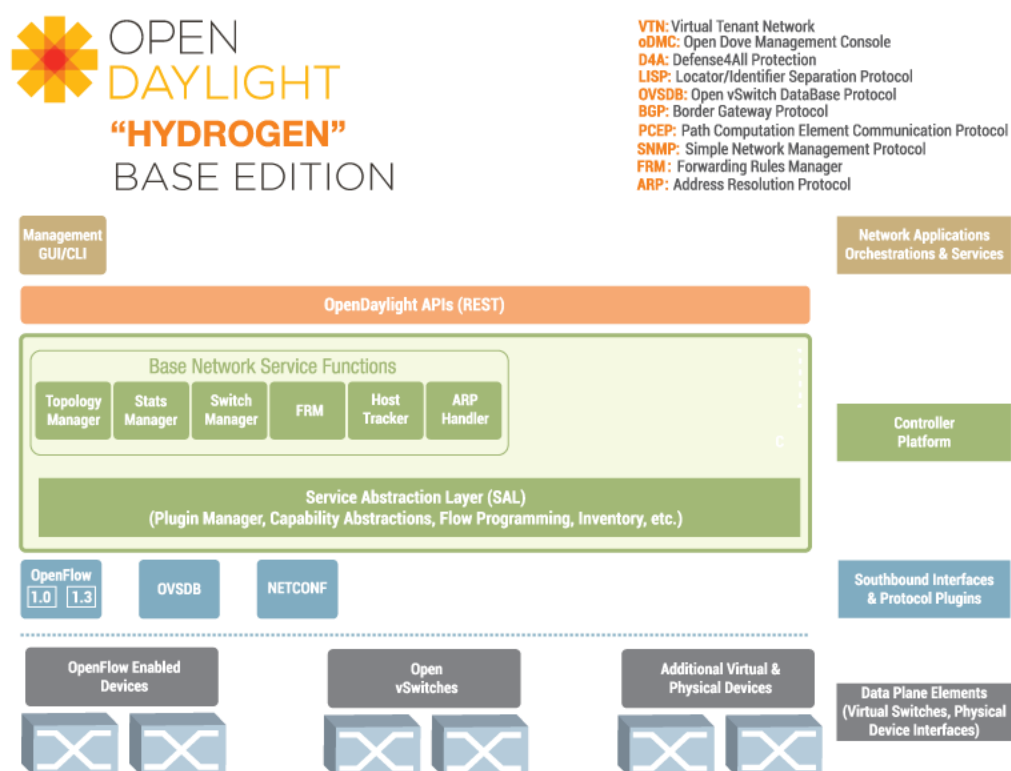 OPEN
DAYLIGHT
"HYDROGEN"
BASE EDITION
VTN: Virtual Tenant Network
oDMC: Open Dove Management Console
D4A: Defense4All Protection
LISP: Locator/Identifier Separation Protocol
OVSDB: Open vSwitch DataBase Protocol
BGP: Border Gateway Protocol
PCEP: Path Computation Element Communication Protocol
SNMP: Simple Network Management Protocol
FRM: Forwarding Rules Manager
ARP: Address Resolution Protocol
Management
GUI/CLI
Network Applications
Orchestrations & Services
OpenDaylight APIs (REST)
Base Network Service Functions
Topology
Manager
Stats
Manager
Switch
Manager
FRM
Host
Tracker
ARP
Handler
C
Controller
Platform
Service Abstraction Layer (SAL)
(Plugin Manager, Capability Abstractions, Flow Programming, Inventory, etc.)
OpenFlow
1.0 1.3
OVSDB
NETCONF
Southbound Interfaces
& Protocol Plugins
OpenFlow Enabled
Devices
Open
vSwitches
Additional Virtual &
Physical Devices
Data Plane Elements
(Virtual Switches, Physical
Device Interfaces)